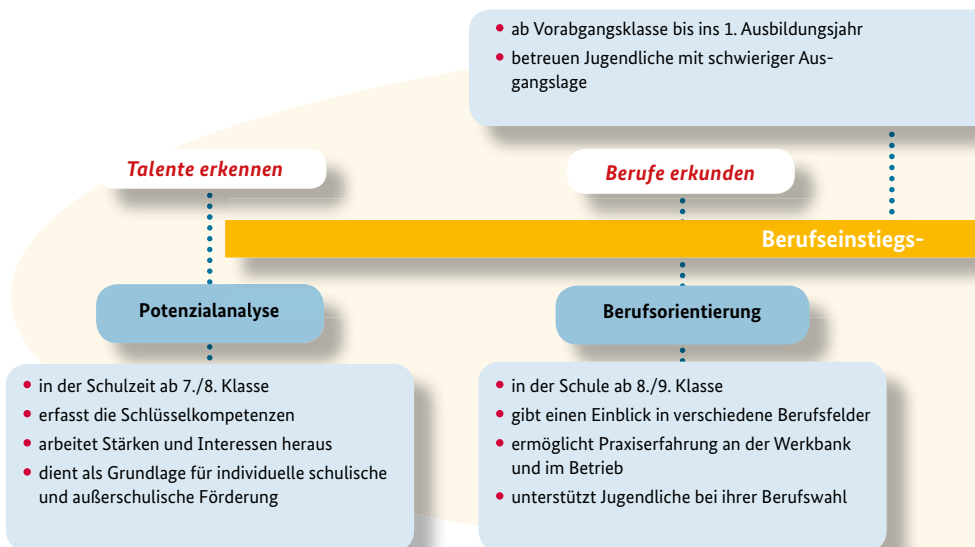 • ab Vorabgangsklasse bis ins 1. Ausbildungsjahr
• betreuen Jugendliche mit schwieriger Aus-
gangslage
Talente erkennen
Berufe erkunden
Berufseinstiegs-
Potenzialanalyse
• in der Schulzeit ab 7./8. Klasse
• erfasst die Schlüsselkompetenzen
• arbeitet Stärken und Interessen heraus
• dient als Grundlage für individuelle schulische
und außerschulische Förderung
Berufsorientierung
• in der Schule ab 8./9. Klasse
• gibt einen Einblick in verschiedene Berufsfelder
• ermöglicht Praxiserfahrung an der Werkbank
und im Betrieb
• unterstützt Jugendliche bei ihrer Berufswahl